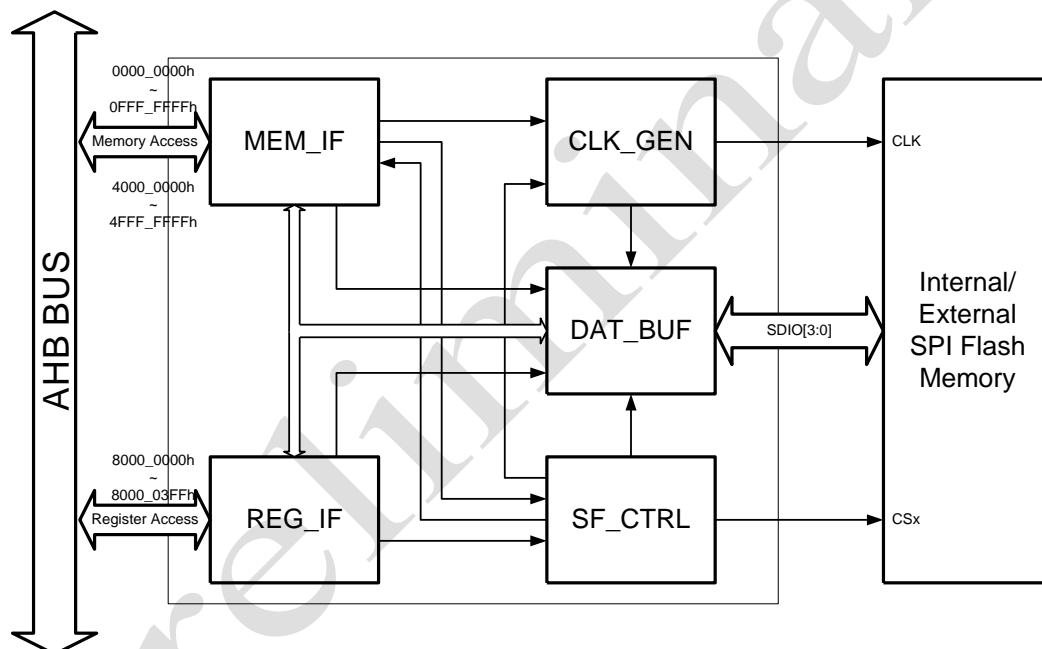 0000_0000h
~
0FFF_FFFFh
Memory Access
4000_0000h
~
4FFF_FFFFh
MEM_IF
CLK_GEN
CLK
AHB BUS
DAT_BUF
SDIO[3:0]
Internal/
External
SPI Flash
Memory
8000_0000h
~
8000_03FFh
Register Access
REG_IF
SF_CTRL
CSx